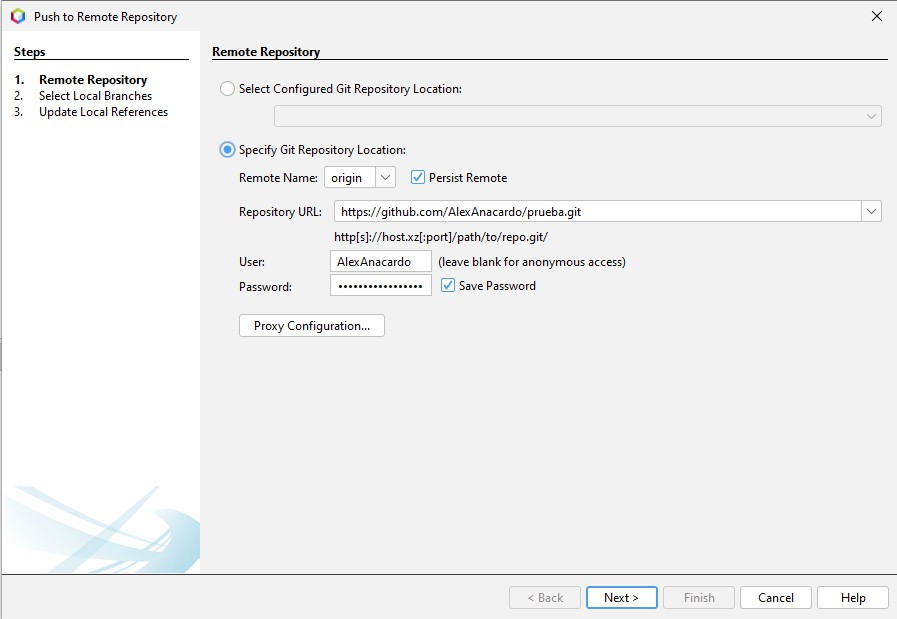 Push to Remote Repository
Steps
1. Remote Repository
2. Select Local Branches
3. Update Local References
Remote Repository
Select Configured Git Repository Location:
Specify Git Repository Location:
Remote Name: origin Persist Remote
Repository URL: https://github.com/AlexAnacardo/prueba.git
http[s]://host.xz[:port]/path/to/repo.git/
User: AlexAnacardo (leave blank for anonymous access)
Password: ••••••••••••••••• Save Password
Proxy Configuration...
< Back Next > Finish Cancel Help